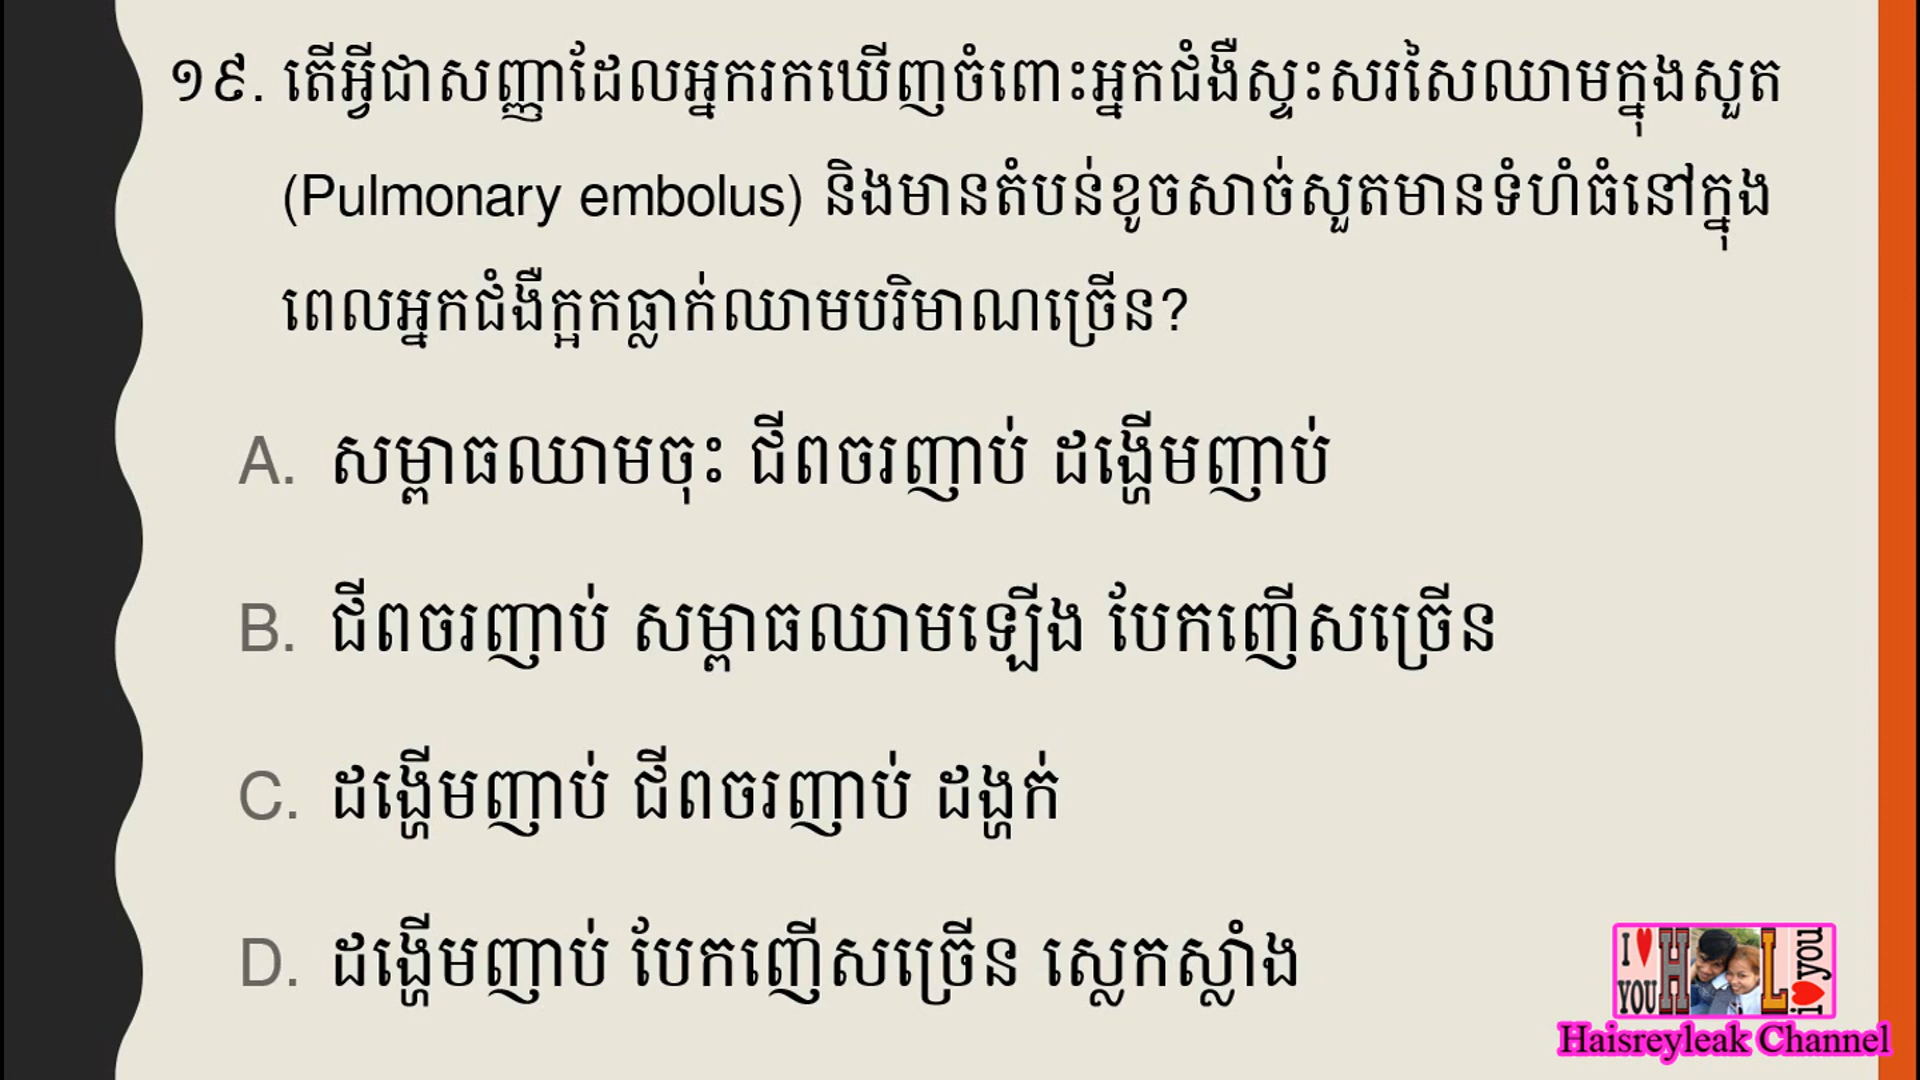 ១៩. តើអ្វីជាសញ្ញាដែលអ្នករកឃើញចំពោះអ្នកជំងឺស្ទះសរសៃឈាមក្នុងសួត
(Pulmonary embolus) និងមានតំបន់ខូចសាច់សួតមានទំហំធំនៅក្នុង
ពេលអ្នកជំងឺក្អកធ្លាក់ឈាមបរិមាណច្រើន?
A. សម្ពាធឈាមចុះ ជីពចរញាប់ ដង្ហើមញាប់
B. ជីពចរញាប់ សម្ពាធឈាមឡើង បែកញើសច្រើន
C. ដង្ហើមញាប់ ជីពចរញាប់ ដង្ហក់
D. ដង្ហើមញាប់ បែកញើសច្រើន ស្លេកស្លាំង
I ♥ YOU H L i ♥ you
Haisreyleak Channel